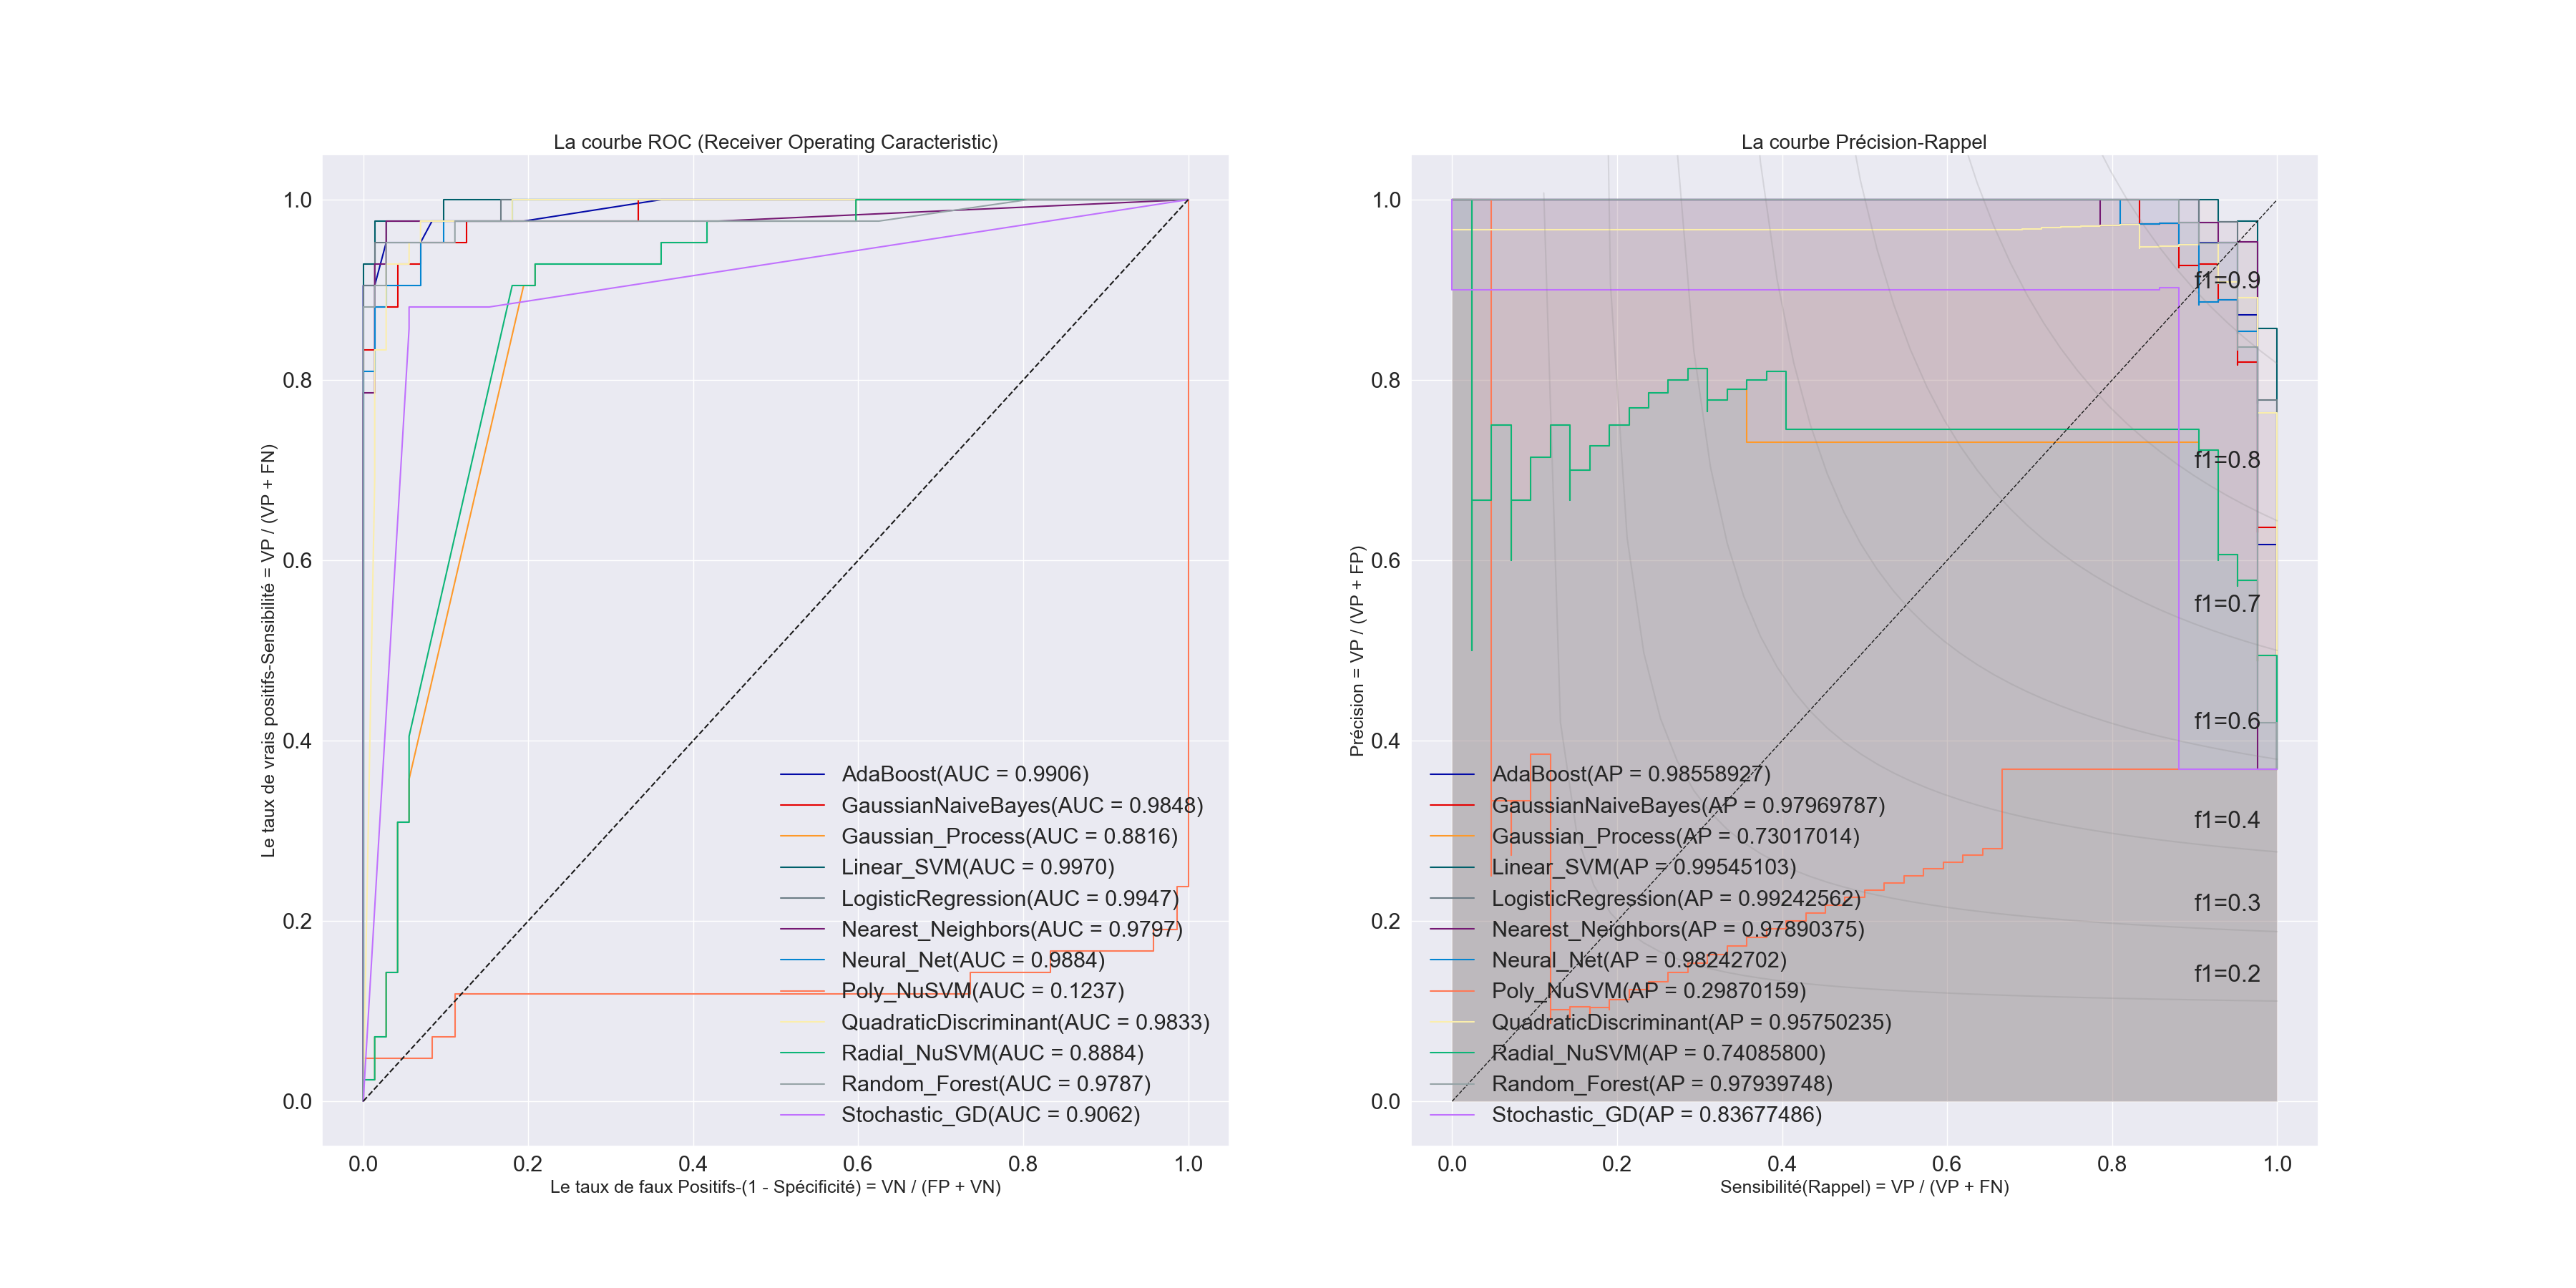 La courbe ROC (Receiver Operating Caracteristic)
1.0
0.8
0.6
0.4
0.2
0.0
Le taux de vrais positifs-Sensibilité = VP / (VP + FN)
AdaBoost(AUC = 0.9906)
GaussianNaiveBayes(AUC = 0.9848)
Gaussian_Process(AUC = 0.8816)
Linear_SVM(AUC = 0.9970)
LogisticRegression(AUC = 0.9947)
Nearest_Neighbors(AUC = 0.9797)
Neural_Net(AUC = 0.9884)
Poly_NuSVM(AUC = 0.1237)
QuadraticDiscriminant(AUC = 0.9833)
Radial_NuSVM(AUC = 0.8884)
Random_Forest(AUC = 0.9787)
Stochastic_GD(AUC = 0.9062)
0.0 0.2 0.4 0.6 0.8 1.0
Le taux de faux Positifs-(1 - Spécificité) = VN / (FP + VN)
La courbe Précision-Rappel
1.0
0.8
0.6
0.4
0.2
0.0
Précision = VP / (VP + FP)
f1=0.9
f1=0.8
f1=0.7
f1=0.6
f1=0.4
f1=0.3
f1=0.2
AdaBoost(AP = 0.98558927)
GaussianNaiveBayes(AP = 0.97969787)
Gaussian_Process(AP = 0.73017014)
Linear_SVM(AP = 0.99545103)
LogisticRegression(AP = 0.99242562)
Nearest_Neighbors(AP = 0.97890375)
Neural_Net(AP = 0.98242702)
Poly_NuSVM(AP = 0.29870159)
QuadraticDiscriminant(AP = 0.95750235)
Radial_NuSVM(AP = 0.74085800)
Random_Forest(AP = 0.97939748)
Stochastic_GD(AP = 0.83677486)
0.0 0.2 0.4 0.6 0.8 1.0
Sensibilité(Rappel) = VP / (VP + FN)